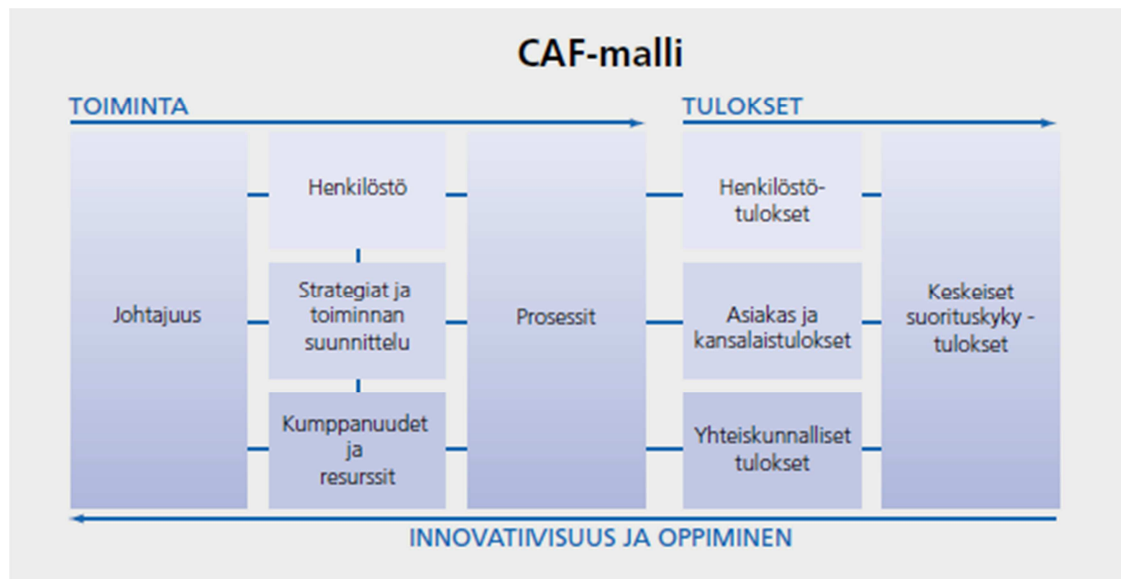 CAF-malli
TOIMINTA
TULOKSET
Johtajuus
Henkilöstö
Strategiat ja
toiminnan
suunnittelu
Kumppanuudet
ja
resurssit
Prosessit
Henkilöstö-
tulokset
Asiakas ja
kansalaistulokset
Yhteiskunnalliset
tulokset
Keskeiset
suorituskyky -
tulokset
INNOVATIIVISUUS JA OPPIMINEN